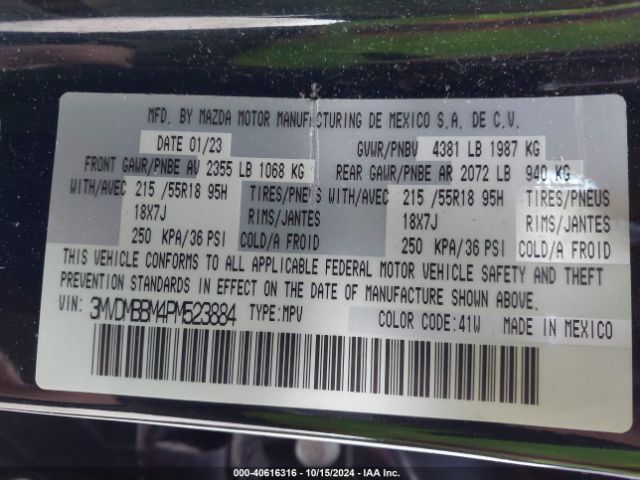 MFD. BY MAZDA MOTOR MANUFACTURING DE MEXICO S.A. DE C.V.
DATE 01/23 GVWR/PNBV 4381 LB 1987 KG
FRONT GAWR/PNBE AV 2355 LB 1068 KG REAR GAWR/PNBE AR 2072 LB 940 KG
WITH/AVEC 215 /55R18 95H TIRES/PNEUS WITH/AVEC 215 /55R18 95H TIRES/PNEUS
18X7J RIMS/JANTES 18X7J RIMS/JANTES
250 KPA/36 PSI COLD/A FROID 250 KPA/36 PSI COLD/A FROID
THIS VEHICLE CONFORMS TO ALL APPLICABLE FEDERAL MOTOR VEHICLE SAFETY AND THEFT
PREVENTION STANDARDS IN EFFECT ON THE DATE OF MANUFACTURE SHOWN ABOVE.
VIN: 3MVDMBBM4PM523884 TYPE:MPV COLOR CODE:41W MADE IN MEXICO
000-40616316 - 10/15/2024 - IAA Inc.